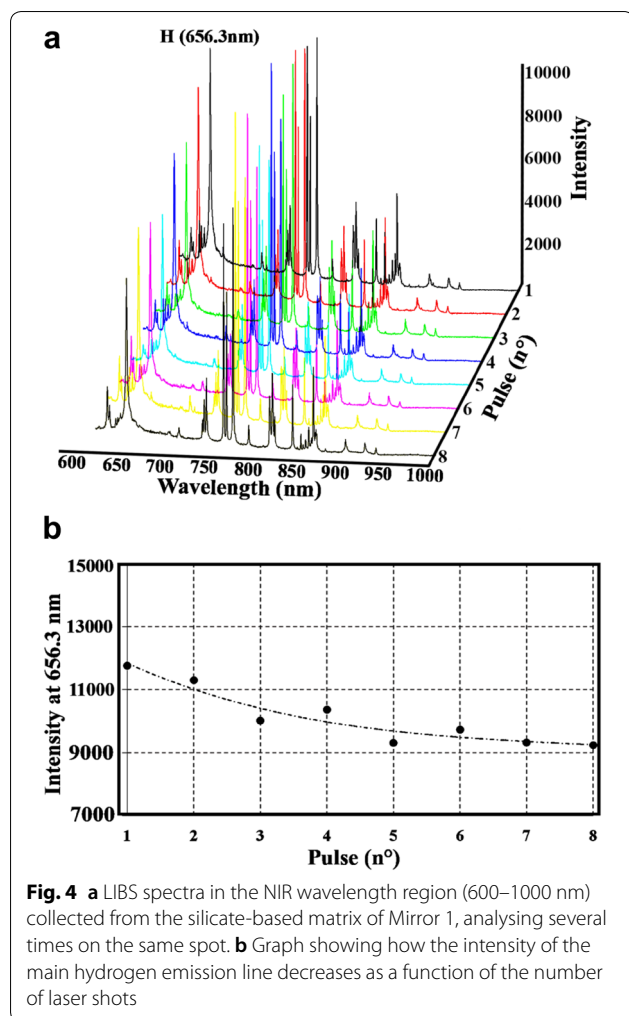 a
H (656.3nm)
10000
8000
6000
4000
2000
Intensity
1
2
3
4
5
6
7
8
Pulse (n°)
600 650 700 750 800 850 900 950 1000
Wavelength (nm)
b
15000
13000
11000
9000
7000
Intensity at 656.3 nm
1 2 3 4 5 6 7 8
Pulse (n°)
Fig. 4 a LIBS spectra in the NIR wavelength region (600–1000 nm)
collected from the silicate-based matrix of Mirror 1, analysing several
times on the same spot. b Graph showing how the intensity of the
main hydrogen emission line decreases as a function of the number
of laser shots